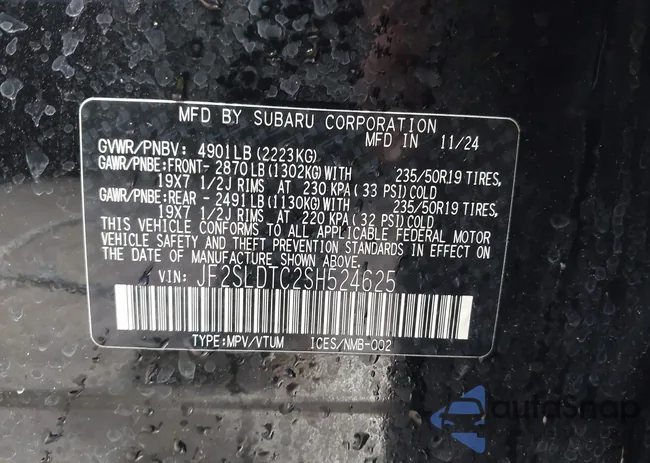 MFD BY SUBARU CORPORATION
MFD IN 11/24
GVWR/PNBV: 4901LB(2223KG)
GAWR/PNBE:FRONT- 2870LB(1302KG)WITH 235/50R19 TIRES,
19X7 1/2J RIMS AT 230 KPA(33 PSI)COLD
GAWR/PNBE:REAR - 2491LB(1130KG)WITH 235/50R19 TIRES,
19X7 1/2J RIMS AT 220 KPA(32 PSI)COLD
THIS VEHICLE CONFORMS TO ALL APPLICABLE FEDERAL MOTOR
VEHICLE SAFETY AND THEFT PREVENTION STANDARDS IN EFFECT ON
THE DATE OF MANUFACTURE SHOWN ABOVE.
VIN: JF2SLDTC2SH524625
TYPE:MPV/VTUM ICES/NMB-002
autoSnap